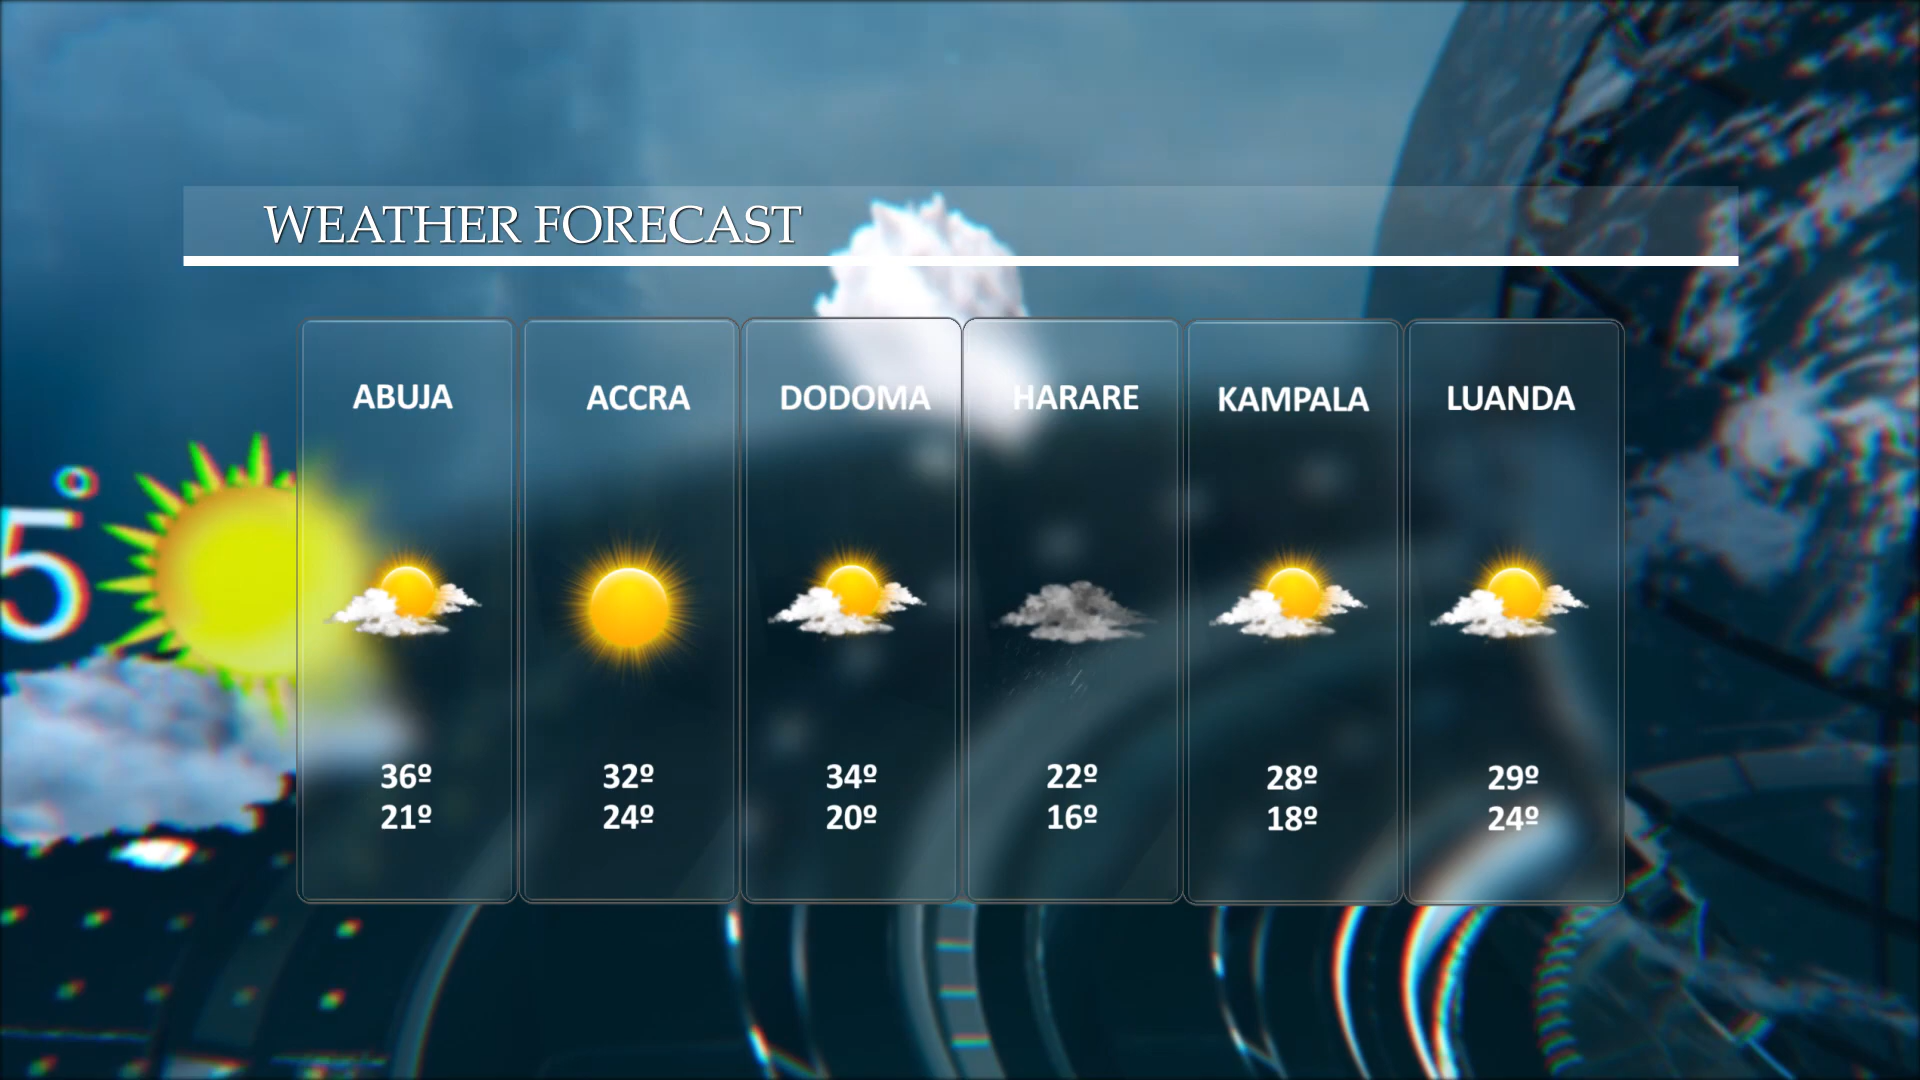 WEATHER FORECAST
ABUJA
ACCRA
DODOMA
HARARE
KAMPALA
LUANDA
5°
36º
32º
34º
22º
28º
29º
21º
24º
20º
16º
18º
24º